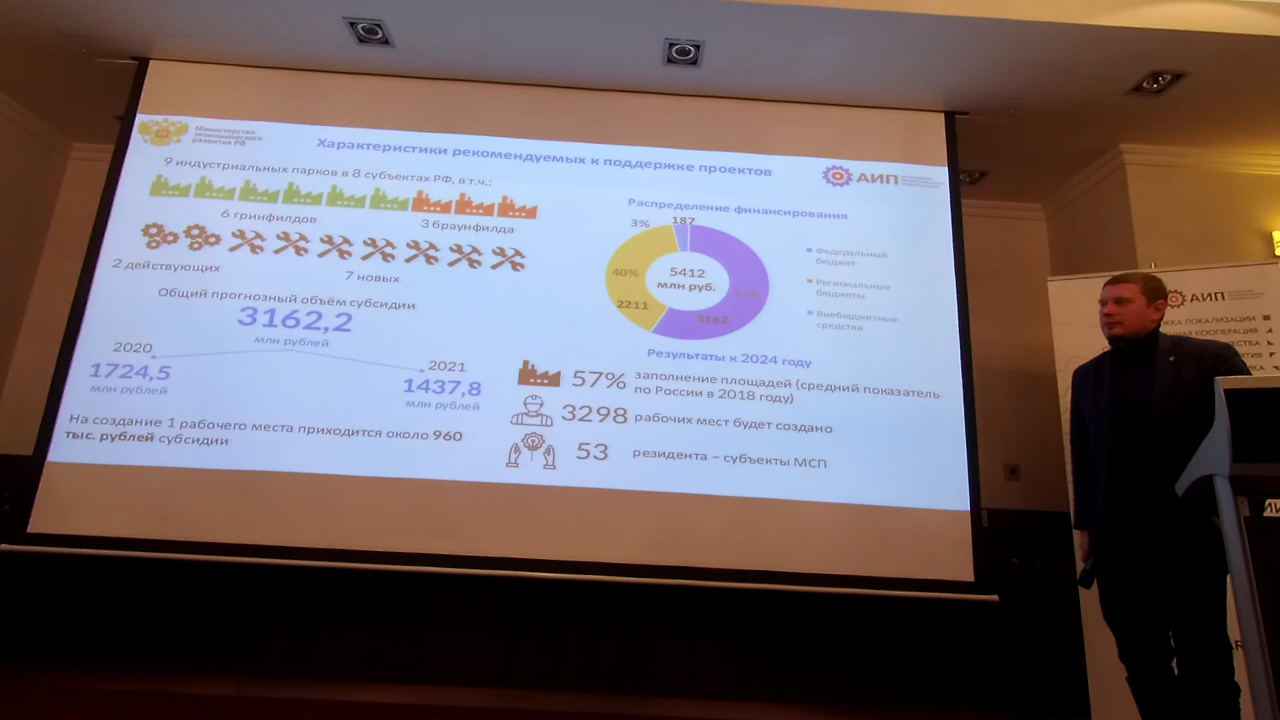 Министерство
экономического
развития РФ
Характеристики рекомендуемых к поддержке проектов
АИП
9 индустриальных парков в 8 субъектах РФ, в т.ч.:
6 гринфилдов
3 браунфилда
2 действующих
7 новых
Общий прогнозный объём субсидии
3162,2
млн рублей
2020
1724,5
млн рублей
2021
1437,8
млн рублей
На создание 1 рабочего места приходится около 960
тыс. рублей субсидии
Распределение финансирования
3%
187
40%
2211
5412
млн руб.
57%
3162
Федеральный
бюджет
Региональные
бюджеты
Внебюджетные
средства
Результаты к 2024 году
57% заполнение площадей (средний показатель
по России в 2018 году)
3298 рабочих мест будет создано
53 резидента – субъекты МСП
АИП
ЛОКАЛИЗАЦИИ
КООПЕРАЦИЯ